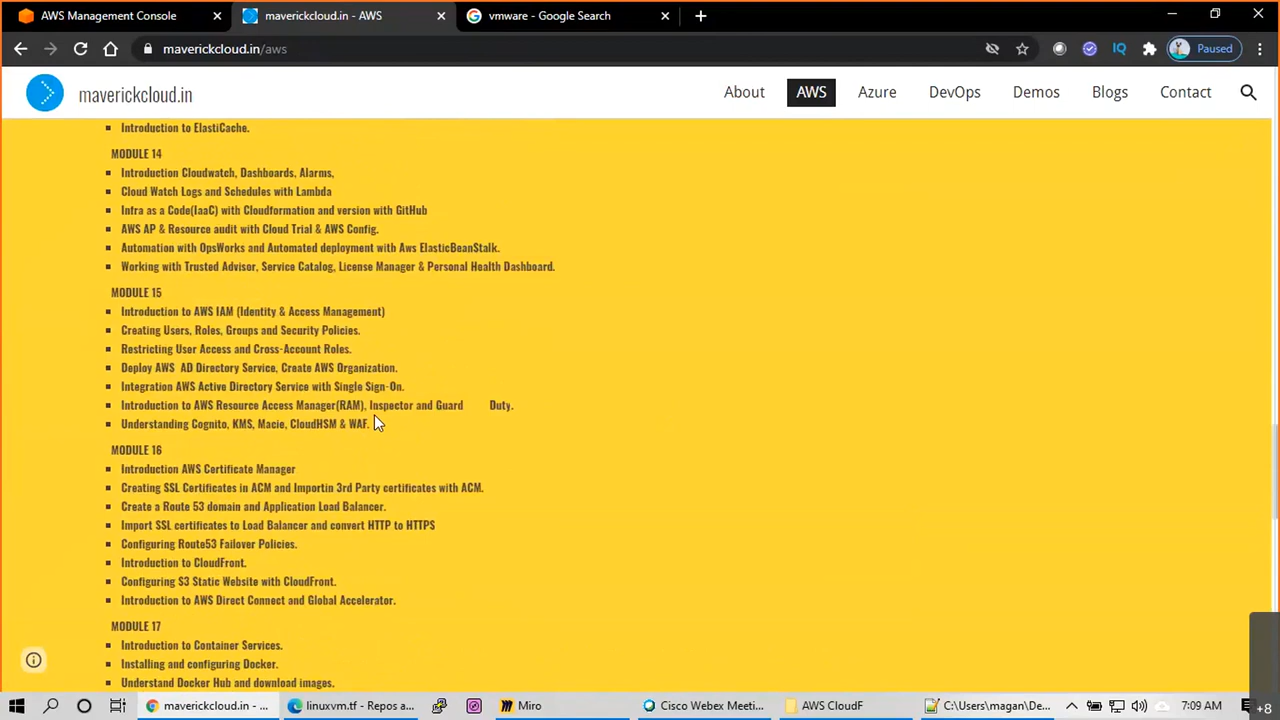 AWS Management Console
maverickcloud.in - AWS
vmware - Google Search
maverickcloud.in/aws
IQ
Paused
maverickcloud.in
About
AWS
Azure
DevOps
Demos
Blogs
Contact
Introduction to ElastiCache.
MODULE 14
Introduction Cloudwatch, Dashboards, Alarms,
Cloud Watch Logs and Schedules with Lambda
Infra as a Code(IaaC) with Cloudformation and version with GitHub
AWS AP & Resource audit with Cloud Trial & AWS Config.
Automation with OpsWorks and Automated deployment with Aws ElasticBeanStalk.
Working with Trusted Advisor, Service Catalog, License Manager & Personal Health Dashboard.
MODULE 15
Introduction to AWS IAM (Identity & Access Management)
Creating Users, Roles, Groups and Security Policies.
Restricting User Access and Cross-Account Roles.
Deploy AWS AD Directory Service, Create AWS Organization.
Integration AWS Active Directory Service with Single Sign-On.
Introduction to AWS Resource Access Manager(RAM), Inspector and Guard Duty.
Understanding Cognito, KMS, Macie, CloudHSM & WAF.
MODULE 16
Introduction AWS Certificate Manager
Creating SSL Certificates in ACM and Importin 3rd Party certificates with ACM.
Create a Route 53 domain and Application Load Balancer.
Import SSL certificates to Load Balancer and convert HTTP to HTTPS
Configuring Route53 Failover Policies.
Introduction to CloudFront.
Configuring S3 Static Website with CloudFront.
Introduction to AWS Direct Connect and Global Accelerator.
MODULE 17
Introduction to Container Services.
Installing and configuring Docker.
Understand Docker Hub and download images.
maverickcloud.in - ...
linuxvm.tf - Repos a...
Miro
Cisco Webex Meeti...
AWS CloudF
C:\Users\magan\De...
7:09 AM
+8